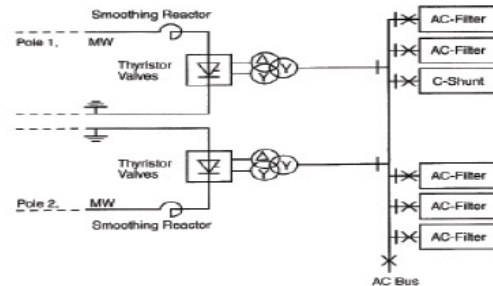 Smoothing Reactor
AC-Filter
Pole 1,
MW
AC-Filter
Thyristor
Valves
Δ
Y
Y
C-Shunt
Thyristor
Valves
Δ
Y
Y
AC-Filter
Pole 2,
MW
AC-Filter
Smoothing Reactor
AC-Filter
AC Bus